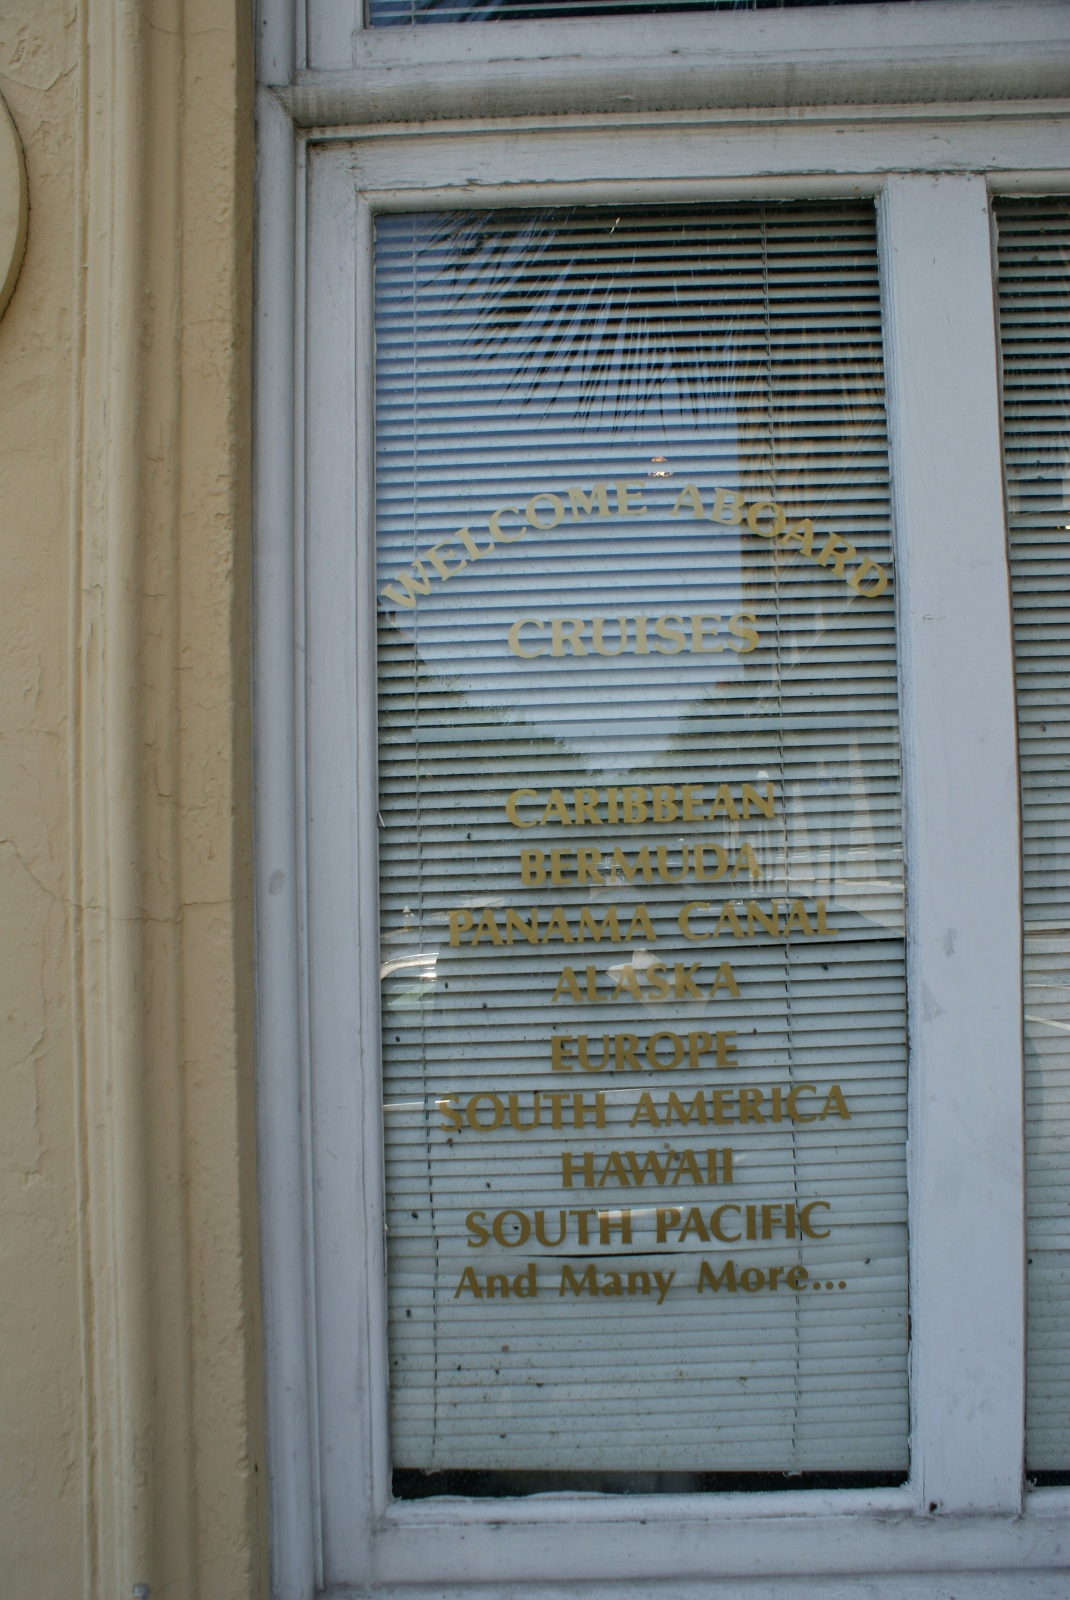 WELCOME ABOARD
CRUISES
CARIBBEAN
BERMUDA
PANAMA CANAL
ALASKA
EUROPE
SOUTH AMERICA
HAWAII
SOUTH PACIFIC
And Many More...